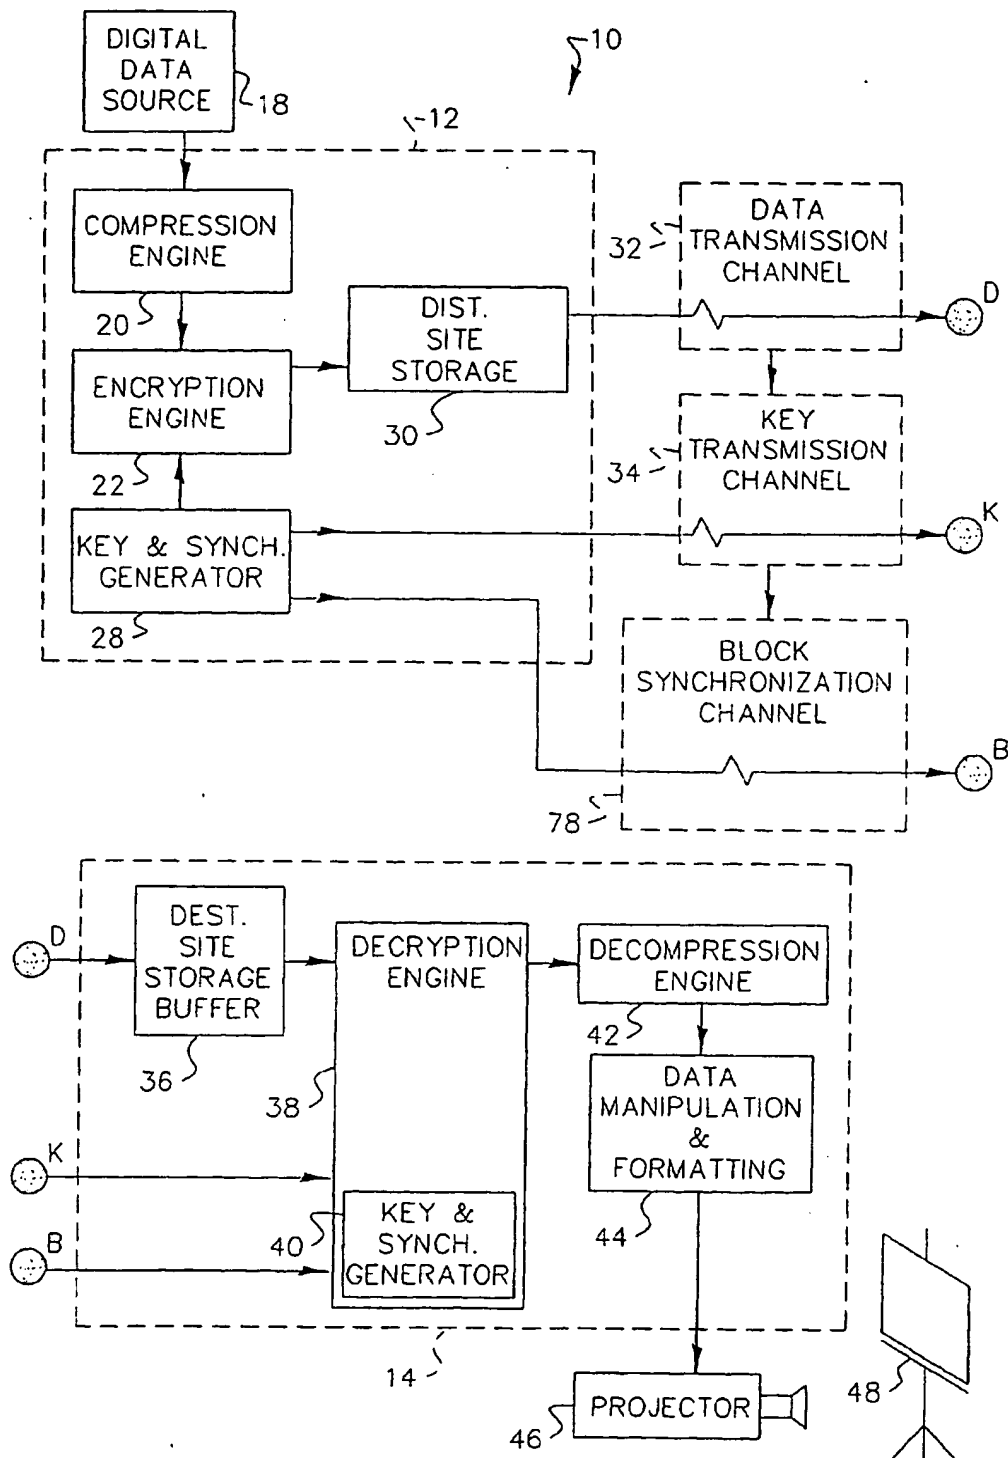 DIGITAL
DATA
SOURCE
18
10
12
COMPRESSION
ENGINE
20
ENCRYPTION
ENGINE
22
KEY & SYNCH.
GENERATOR
28
DIST.
SITE
STORAGE
30
DATA
TRANSMISSION
CHANNEL
32
D
KEY
TRANSMISSION
CHANNEL
34
K
BLOCK
SYNCHRONIZATION
CHANNEL
78
B
D
DEST.
SITE
STORAGE
BUFFER
36
DECRYPTION
ENGINE
38
K
B
KEY &
SYNCH.
GENERATOR
40
DECOMPRESSION
ENGINE
42
DATA
MANIPULATION
&
FORMATTING
44
14
PROJECTOR
46
48